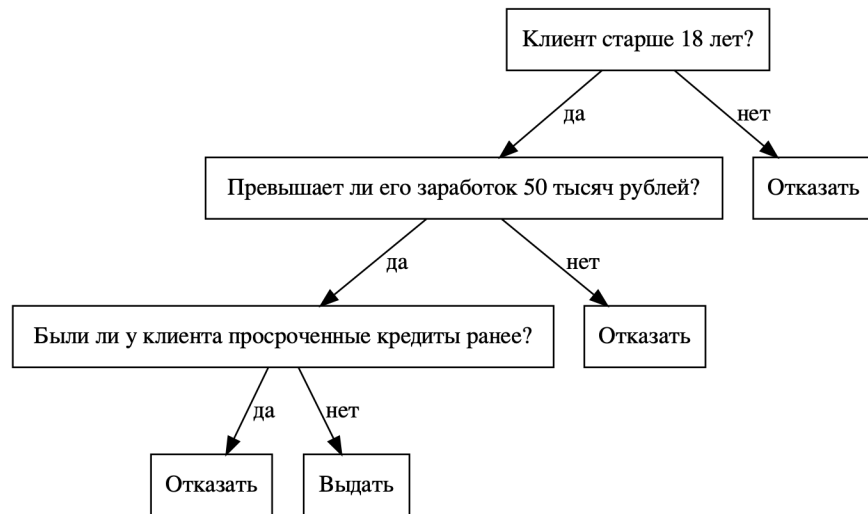 Клиент старше 18 лет?
да
нет
Превышает ли его заработок 50 тысяч рублей?
Отказать
да
нет
Были ли у клиента просроченные кредиты ранее?
Отказать
да
нет
Отказать
Выдать